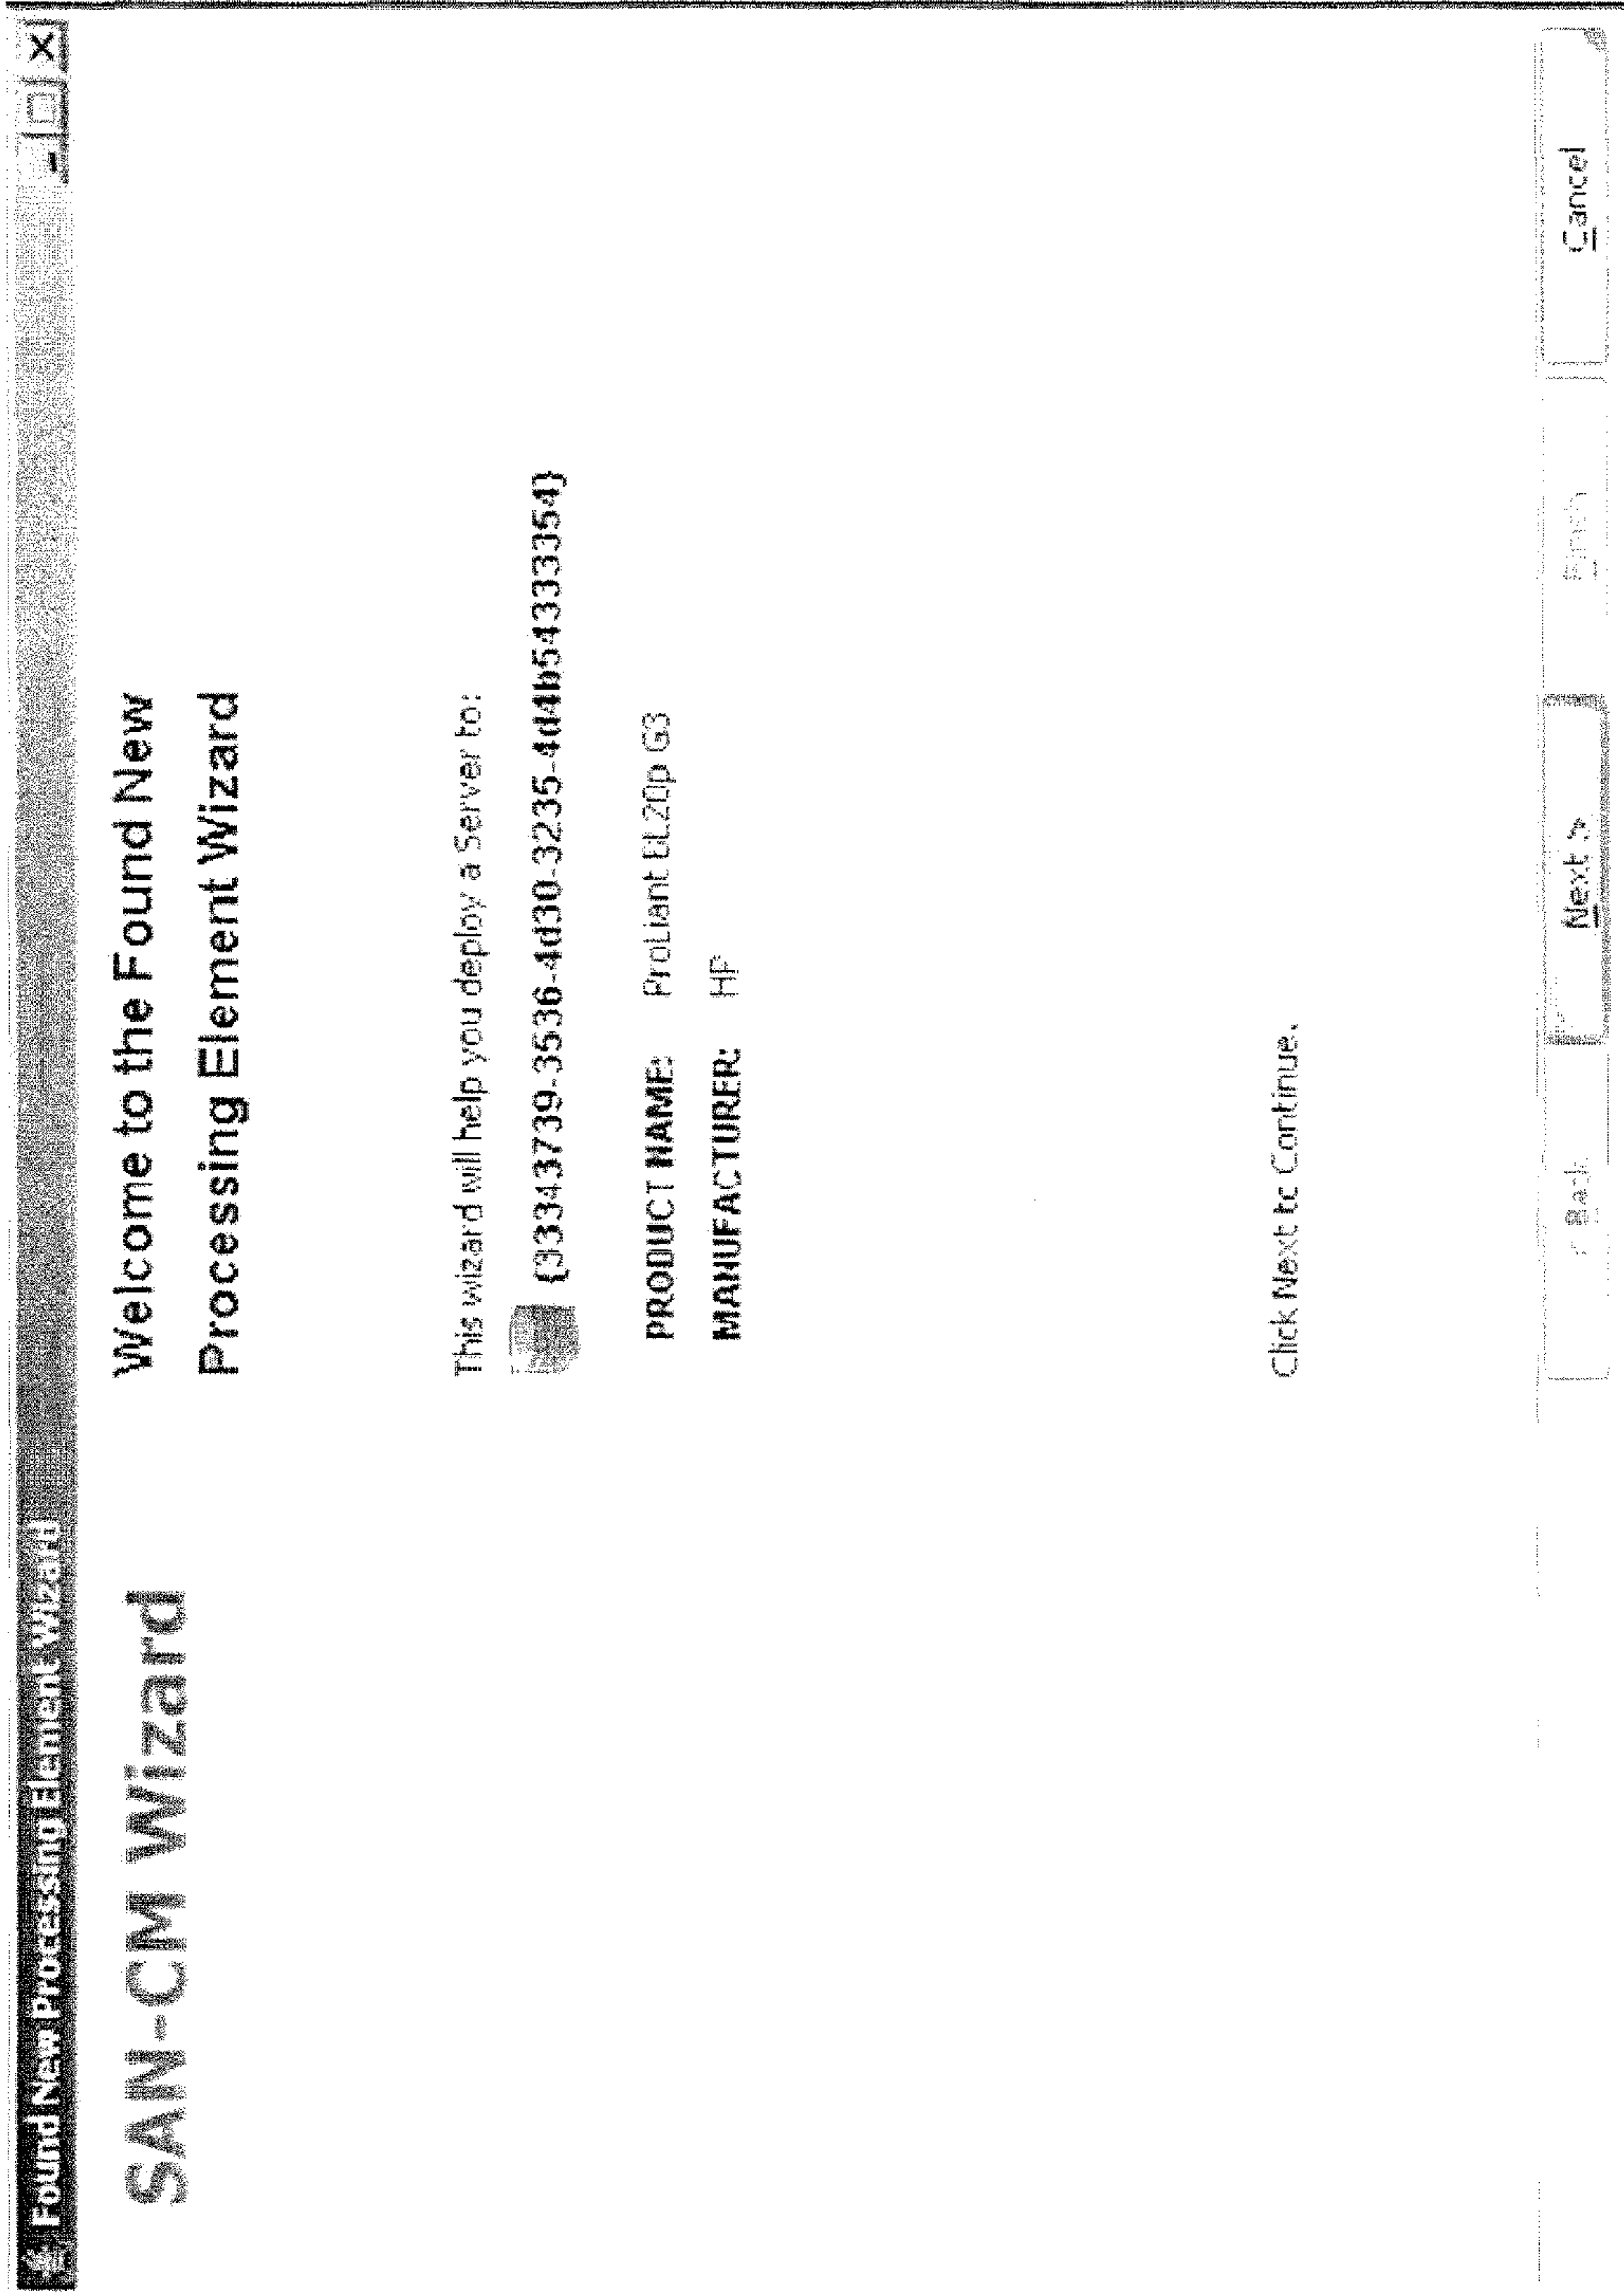 Found New Processing Element Wizard
SAN-CM Wizard
Welcome to the Found New
Processing Element Wizard
This wizard will help you deploy a Server to:
{33343739-3536-4d30-3235-4d4b54333354}
PRODUCT NAME: ProLiant BL20p G3
MANUFACTURER: HP
Click Next to Continue.
< Back
Next >
Finish
Cancel